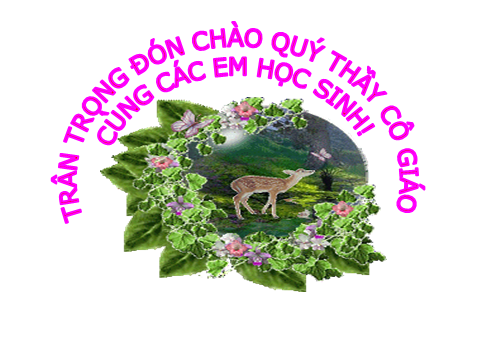 TRÂN TRỌNG ĐÓN CHÀO QUÝ THẦY CÔ GIÁO
CÙNG CÁC EM HỌC SINH!